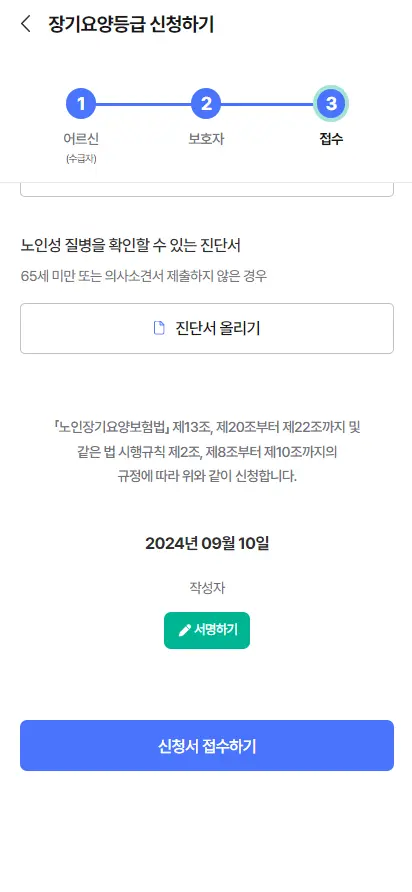 장기요양등급 신청하기
1
2
3
어르신
(수급자)
보호자
접수
노인성 질병을 확인할 수 있는 진단서
65세 미만 또는 의사소견서 제출하지 않은 경우
진단서 올리기
「노인장기요양보험법」 제13조, 제20조부터 제22조까지 및
같은 법 시행규칙 제2조, 제8조부터 제10조까지의
규정에 따라 위와 같이 신청합니다.
2024년 09월 10일
작성자
서명하기
신청서 접수하기